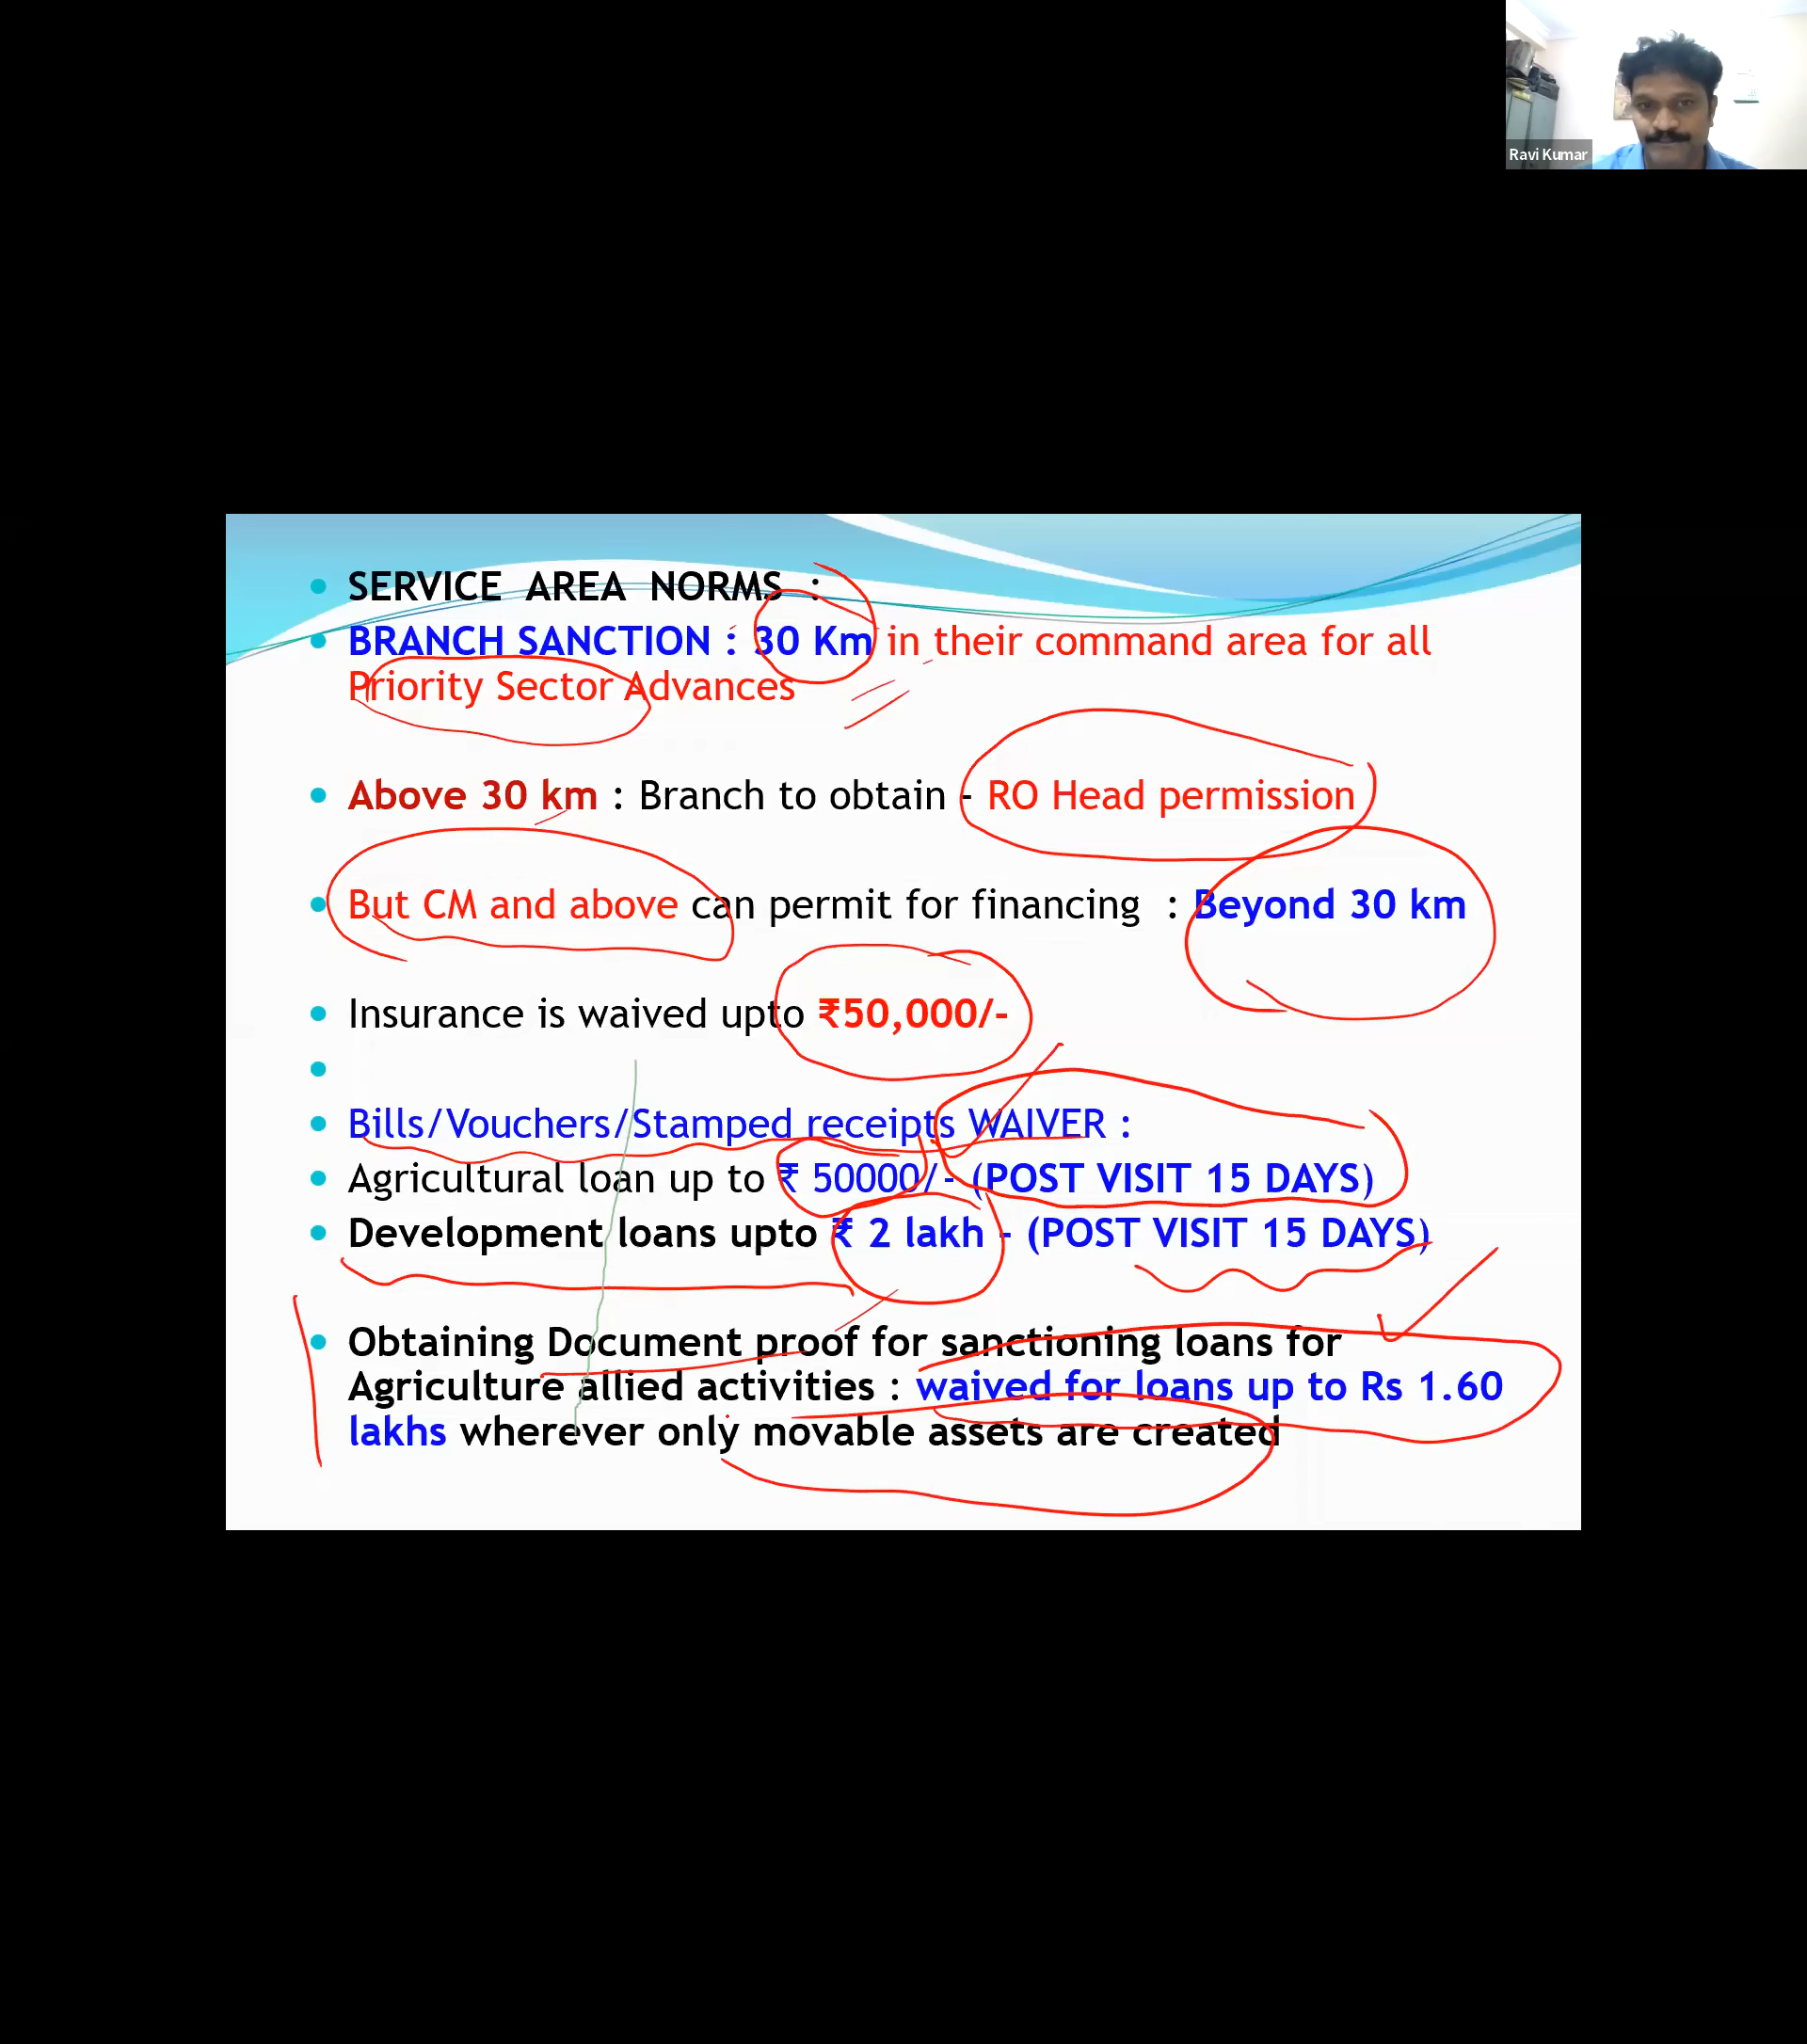 Ravi Kumar
SERVICE AREA NORMS :
BRANCH SANCTION : 30 Km in their command area for all
Priority Sector Advances
Above 30 km : Branch to obtain - RO Head permission
But CM and above can permit for financing : Beyond 30 km
Insurance is waived upto ₹50,000/-
Bills/Vouchers/Stamped receipts WAIVER :
Agricultural loan up to ₹ 50000/- (POST VISIT 15 DAYS)
Development loans upto ₹ 2 lakh - (POST VISIT 15 DAYS)
Obtaining Document proof for sanctioning loans for
Agriculture allied activities : waived for loans up to Rs 1.60
lakhs wherever only movable assets are created